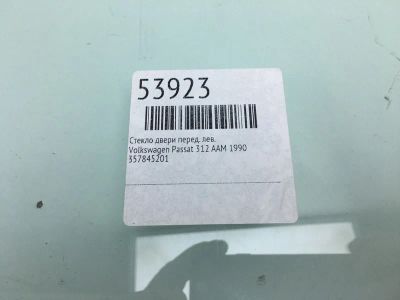 53923
Стекло двери перед. лев.
Volkswagen Passat 312 AAM 1990
357845201